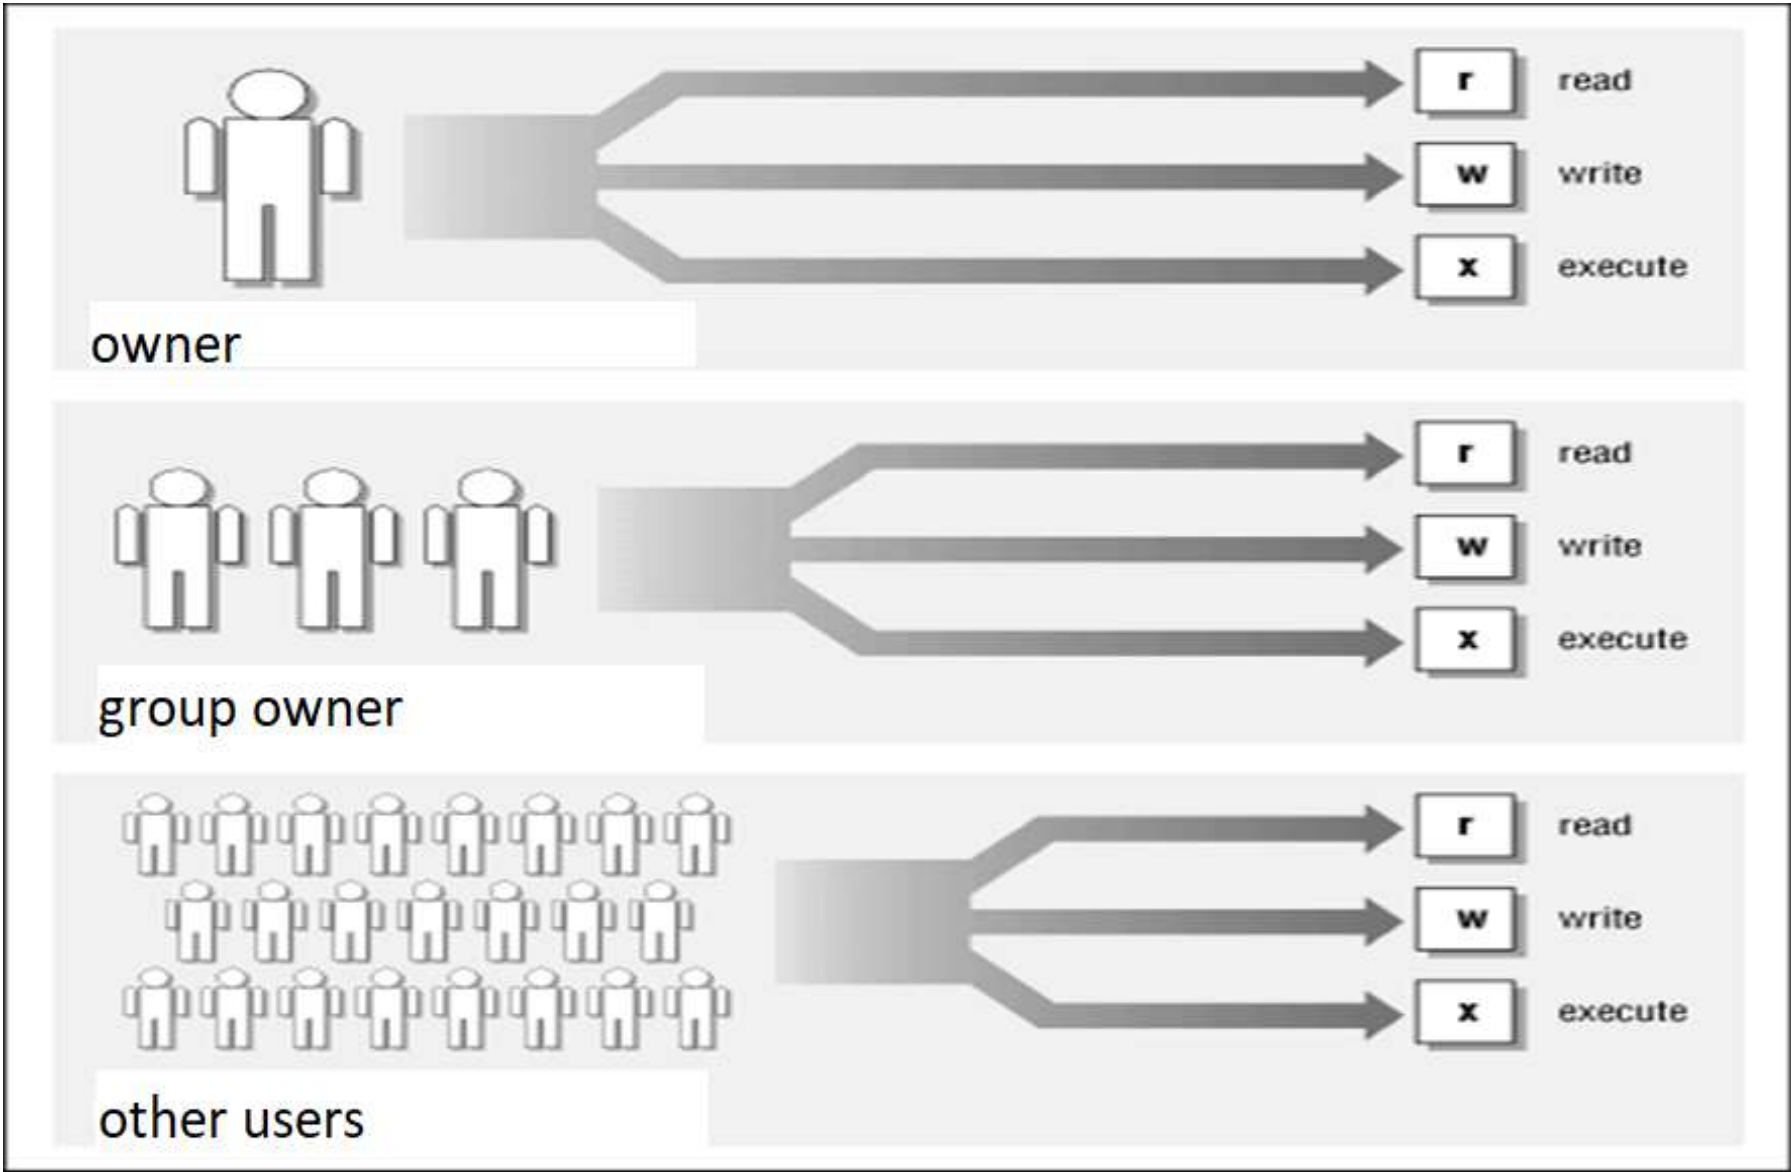 r read
w write
x execute
owner
r read
w write
x execute
group owner
r read
w write
x execute
other users